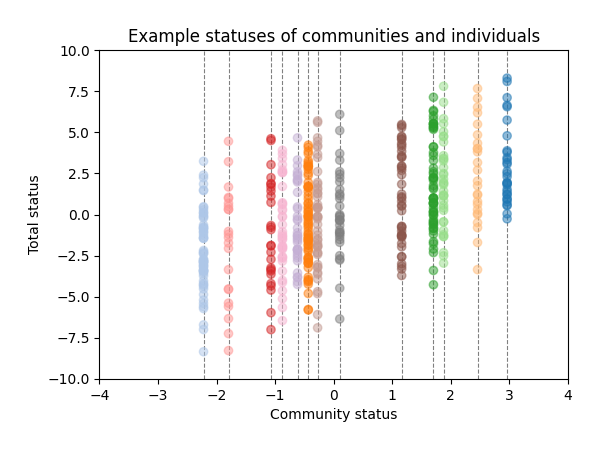 Example statuses of communities and individuals
10.0
7.5
5.0
2.5
0.0
−2.5
−5.0
−7.5
−10.0
Total status
−4 −3 −2 −1 0 1 2 3 4
Community status